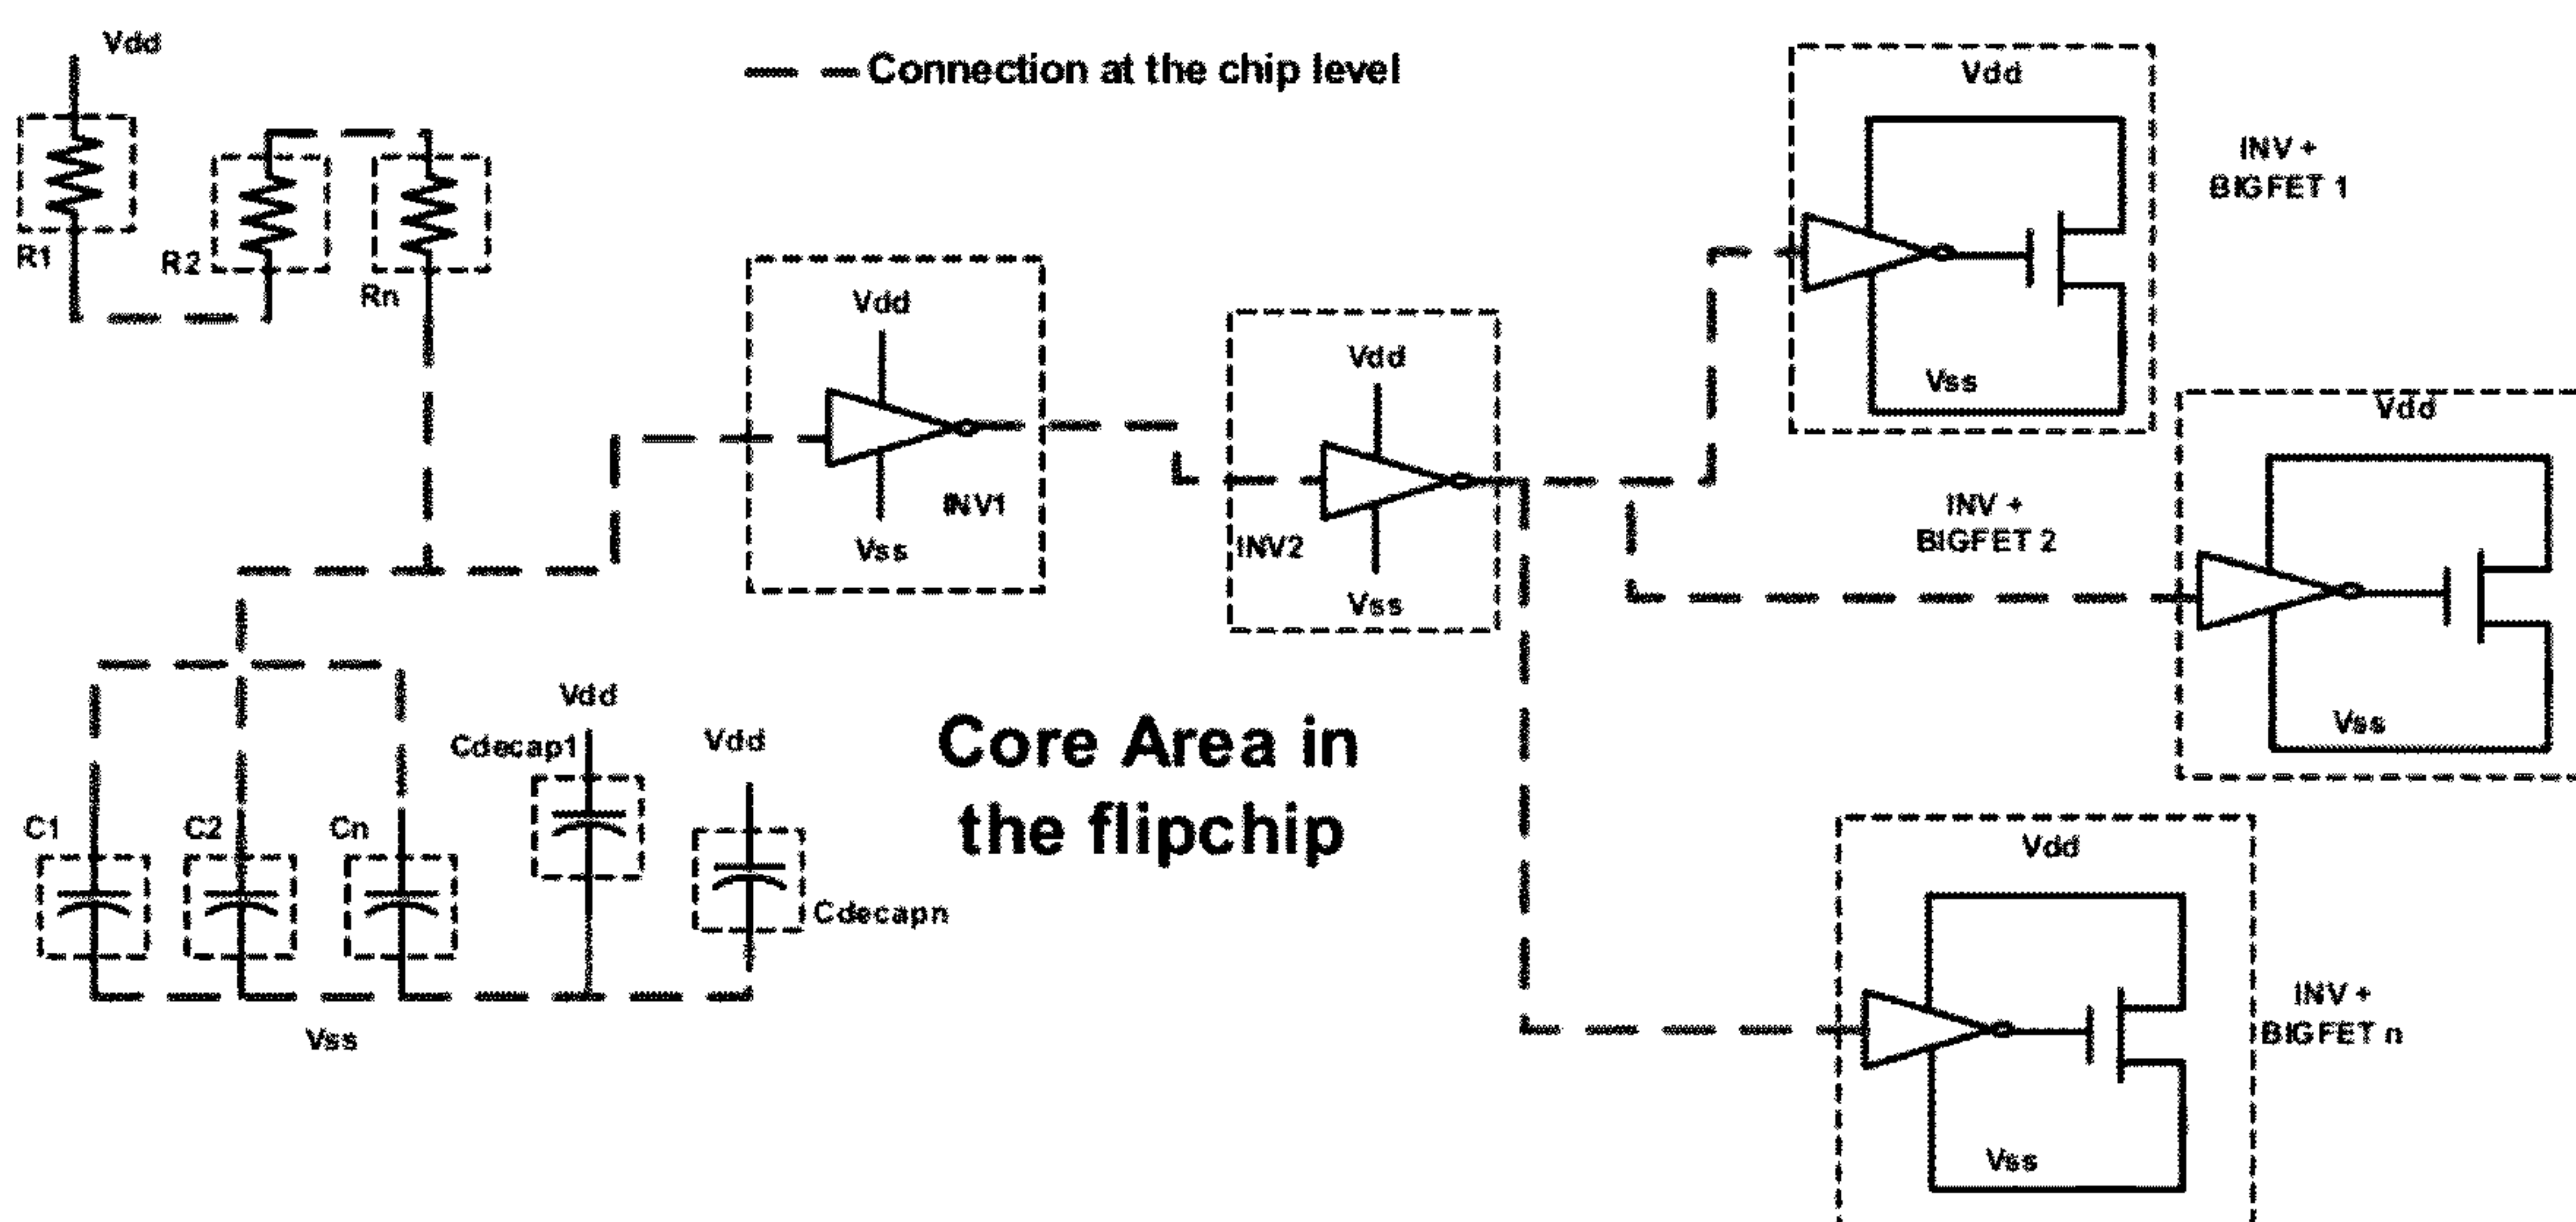 Vdd
Connection at the chip level
R1
R2
Rn
Vdd
INV1
Vss
Vdd
INV2
Vss
Vdd
Vss
INV +
BIGFET 1
Vdd
INV +
BIGFET 2
Vss
C1
C2
Cn
Vdd
Cdecap1
Vdd
Cdecapn
Vss
Core Area in
the flipchip
Vdd
Vss
INV +
BIGFET n